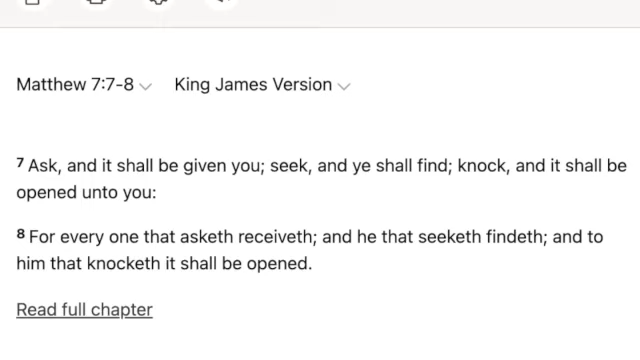 Matthew 7:7-8 King James Version
7 Ask, and it shall be given you; seek, and ye shall find; knock, and it shall be
opened unto you:
8 For every one that asketh receiveth; and he that seeketh findeth; and to
him that knocketh it shall be opened.
Read full chapter